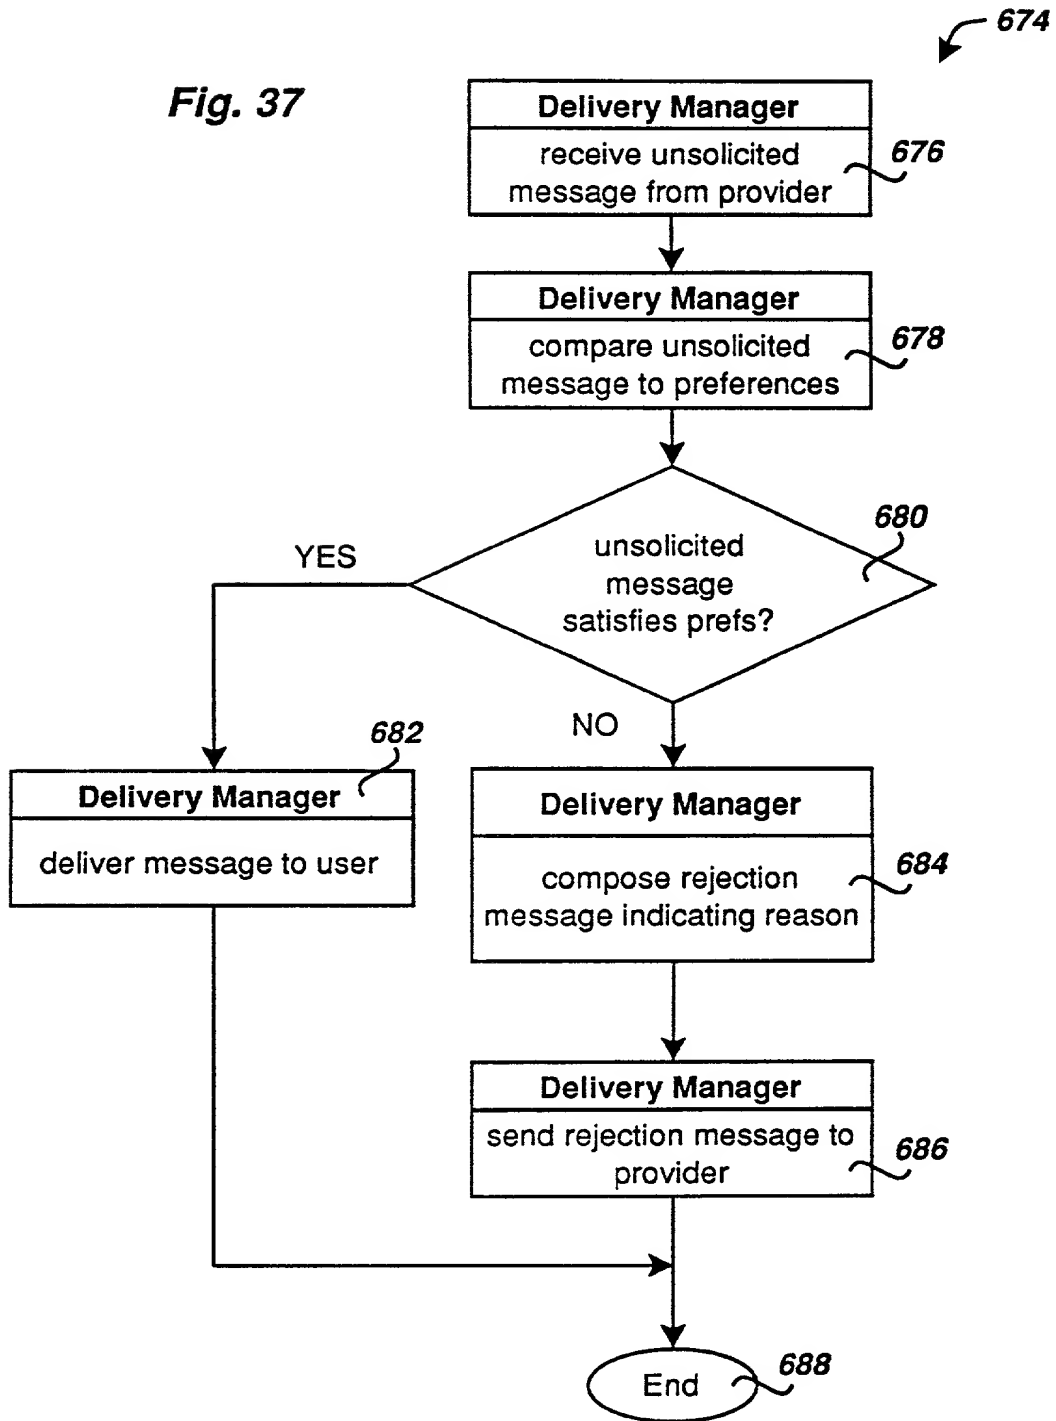 674
Fig. 37
Delivery Manager
receive unsolicited
message from provider
676
Delivery Manager
compare unsolicited
message to preferences
678
unsolicited
message
satisfies prefs?
680
YES
NO
682
Delivery Manager
deliver message to user
Delivery Manager
compose rejection
message indicating reason
684
Delivery Manager
send rejection message to
provider
686
End
688